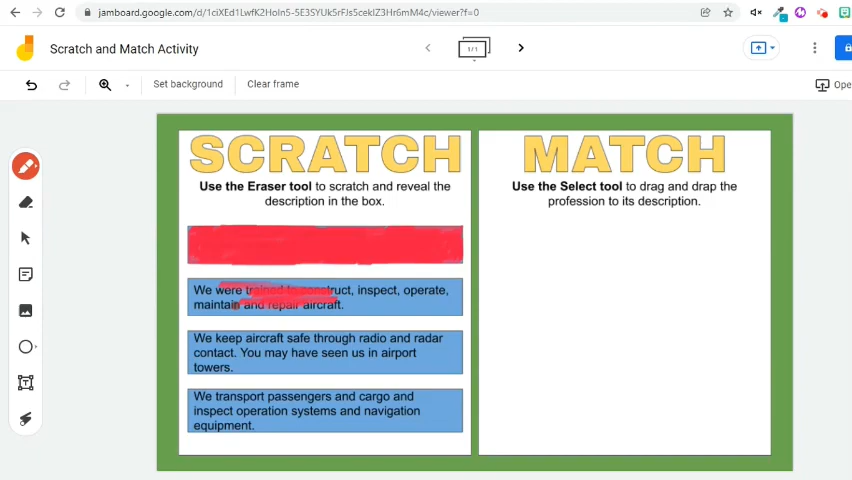 jamboard.google.com/d/1ciXEd1LwfK2HoIn5-5E3SYUk5rFJs5cekIZ3Hr6mM4c/viewer?f=0
Scratch and Match Activity
1/1
Set background
Clear frame
Ope
SCRATCH
Use the Eraser tool to scratch and reveal the
description in the box.
We were trained to construct, inspect, operate,
maintain and repair aircraft.
We keep aircraft safe through radio and radar
contact. You may have seen us in airport
towers.
We transport passengers and cargo and
inspect operation systems and navigation
equipment.
MATCH
Use the Select tool to drag and drap the
profession to its description.